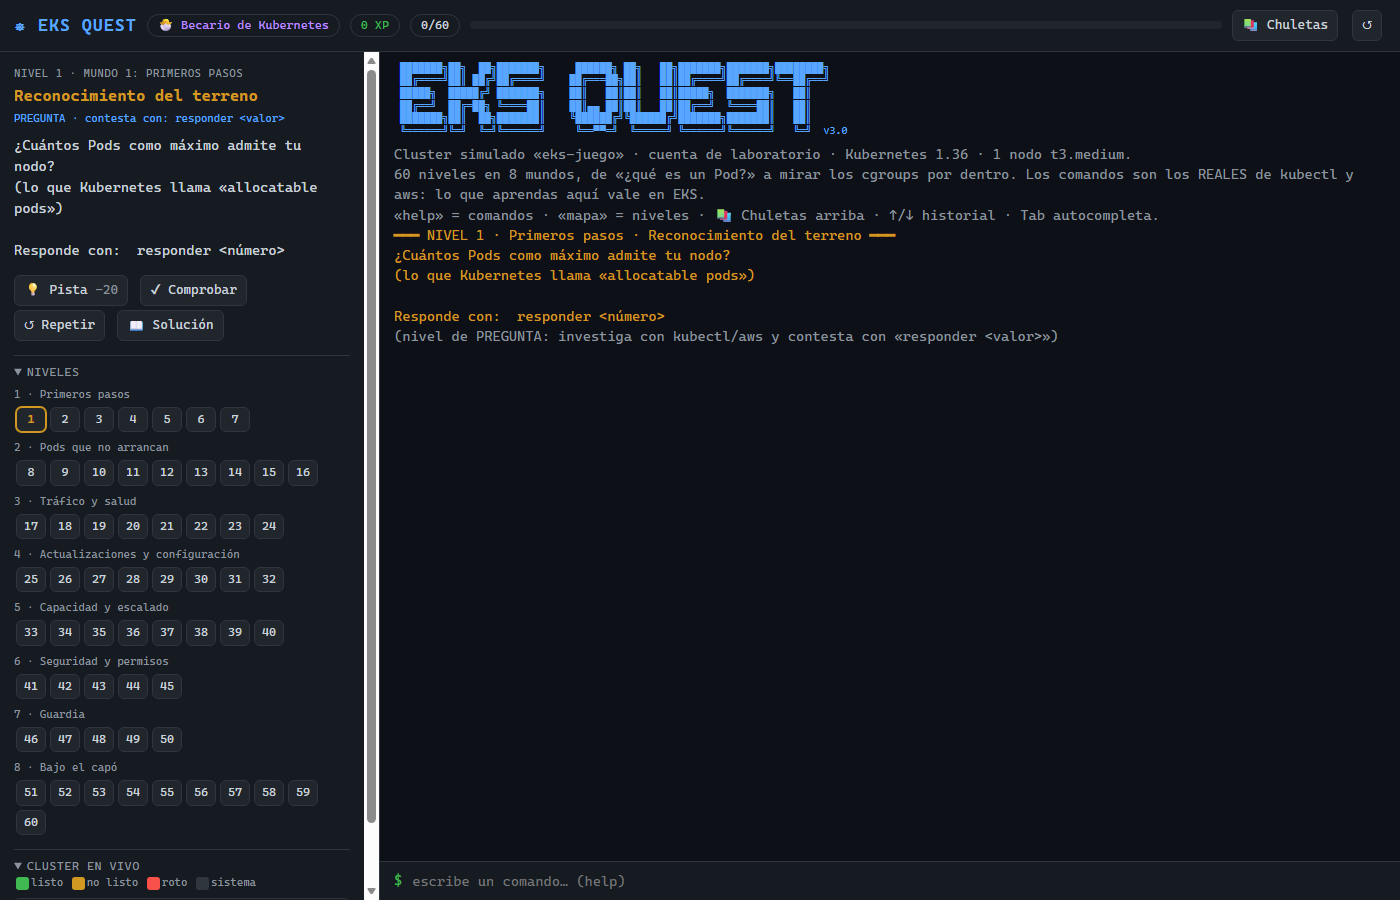 EKS QUEST
Becario de Kubernetes
0 XP
0/60
Chuletas
↺
NIVEL 1 · MUNDO 1: PRIMEROS PASOS
Reconocimiento del terreno
PREGUNTA · contesta con: responder <valor>
¿Cuántos Pods como máximo admite tu
nodo?
(lo que Kubernetes llama «allocatable
pods»)
Responde con:  responder <número>
Pista −20
✓ Comprobar
↺ Repetir
Solución
▼ NIVELES
1 · Primeros pasos
1 2 3 4 5 6 7
2 · Pods que no arrancan
8 9 10 11 12 13 14 15 16
3 · Tráfico y salud
17 18 19 20 21 22 23 24
4 · Actualizaciones y configuración
25 26 27 28 29 30 31 32
5 · Capacidad y escalado
33 34 35 36 37 38 39 40
6 · Seguridad y permisos
41 42 43 44 45
7 · Guardia
46 47 48 49 50
8 · Bajo el capó
51 52 53 54 55 56 57 58 59
60
▼ CLUSTER EN VIVO
listo no listo roto sistema
EKS QUEST v3.0
Cluster simulado «eks-juego» · cuenta de laboratorio · Kubernetes 1.36 · 1 nodo t3.medium.
60 niveles en 8 mundos, de «¿qué es un Pod?» a mirar los cgroups por dentro. Los comandos son los REALES de kubectl y
aws: lo que aprendas aquí vale en EKS.
«help» = comandos · «mapa» = niveles · Chuletas arriba · ↑/↓ historial · Tab autocompleta.
━━━ NIVEL 1 · Primeros pasos · Reconocimiento del terreno ━━━
¿Cuántos Pods como máximo admite tu nodo?
(lo que Kubernetes llama «allocatable pods»)
Responde con:  responder <número>
(nivel de PREGUNTA: investiga con kubectl/aws y contesta con «responder <valor>»)
$ escribe un comando… (help)